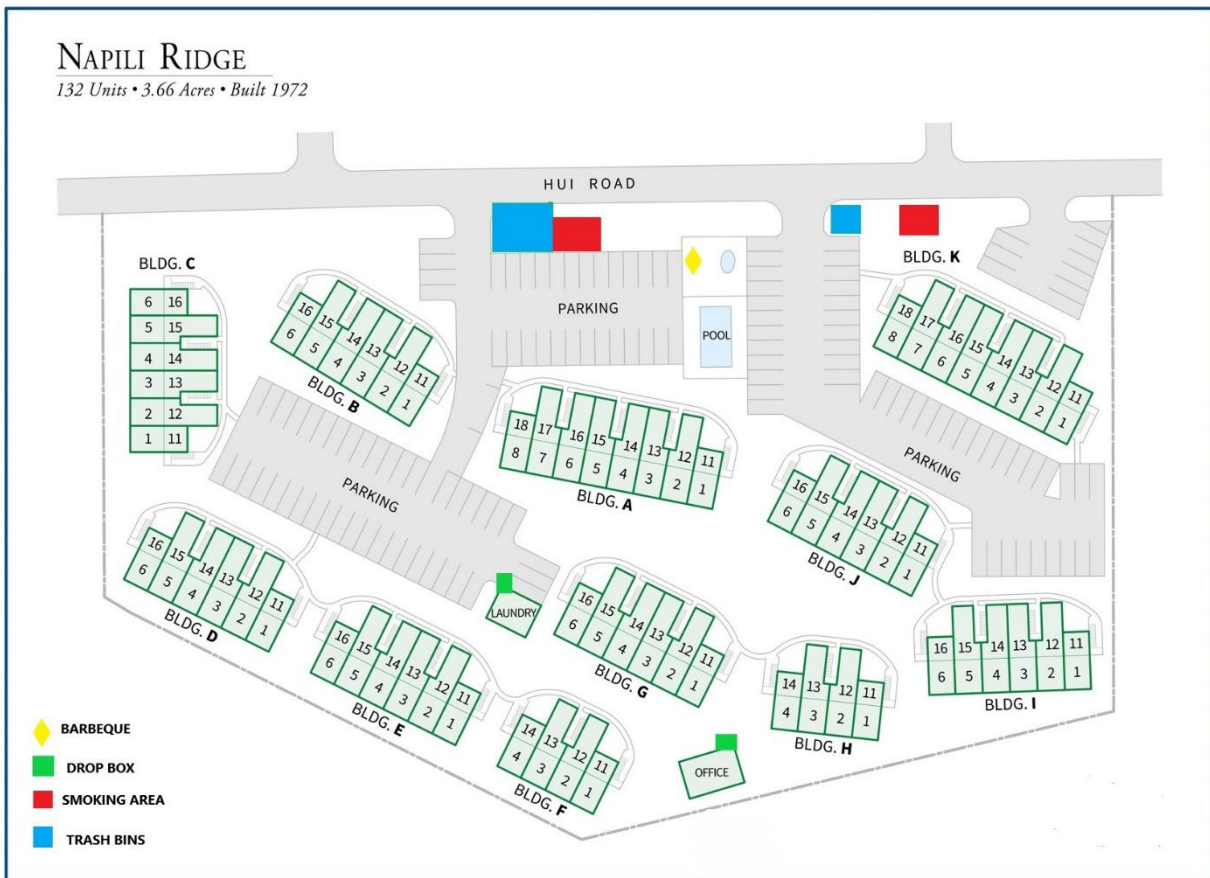 NAPILI RIDGE
132 Units • 3.66 Acres • Built 1972
HUI ROAD
BLDG. C
6 16
5 15
4 14
3 13
2 12
1 11
16 15 14 13 12 11
6 5 4 3 2 1
BLDG. B
PARKING
POOL
BLDG. K
18 17 16 15 14 13 12 11
8 7 6 5 4 3 2 1
18 17 16 15 14 13 12 11
8 7 6 5 4 3 2 1
BLDG. A
PARKING
PARKING
16 15 14 13 12 11
6 5 4 3 2 1
BLDG. J
16 15 14 13 12 11
6 5 4 3 2 1
BLDG. D
LAUNDRY
16 15 14 13 12 11
6 5 4 3 2 1
BLDG. G
16 15 14 13 12 11
6 5 4 3 2 1
BLDG. E
14 13 12 11
4 3 2 1
BLDG. H
16 15 14 13 12 11
6 5 4 3 2 1
BLDG. I
14 13 12 11
4 3 2 1
BLDG. F
OFFICE
BARBEQUE
DROP BOX
SMOKING AREA
TRASH BINS